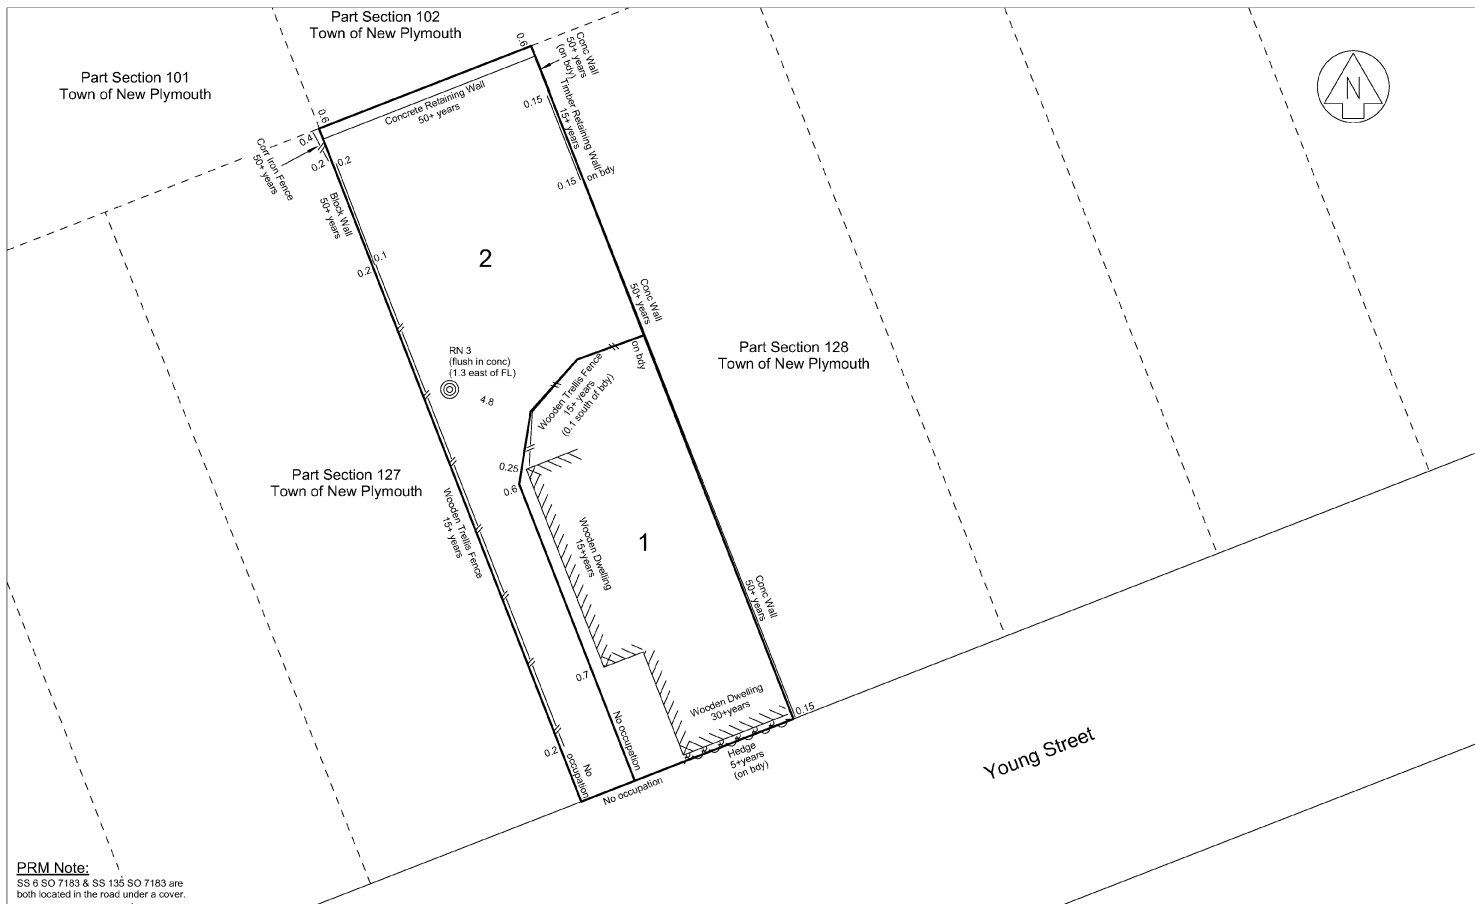 Part Section 102
Town of New Plymouth
Part Section 101
Town of New Plymouth
0.6
Conc Wall
50+ years
(on bdy)
N
Concrete Retaining Wall
50+ years
0.15
Timber Retaining Wall
15+ years
0.6
0.4
Corr Iron Fence
50+ years
0.2
0.2
0.15
on bdy
Block Wall
50+ years
0.1
0.2
2
Conc Wall
50+ years
RN 3
(flush in conc)
(1.3 east of FL)
4.8
on bdy
Wooden Trellis Fence
15+ years
(0.1 south of bdy)
Part Section 128
Town of New Plymouth
0.25
0.6
Part Section 127
Town of New Plymouth
Wooden Trellis Fence
15+ years
Wooden Dwelling
15+years
1
Conc Wall
50+ years
0.7
Wooden Dwelling
30+years
0.15
No occupation
0.2
No
occupation
No occupation
Hedge
5+years
(on bdy)
Young Street
PRM Note:
SS 6 SO 7183 & SS 135 SO 7183 are
both located in the road under a cover.